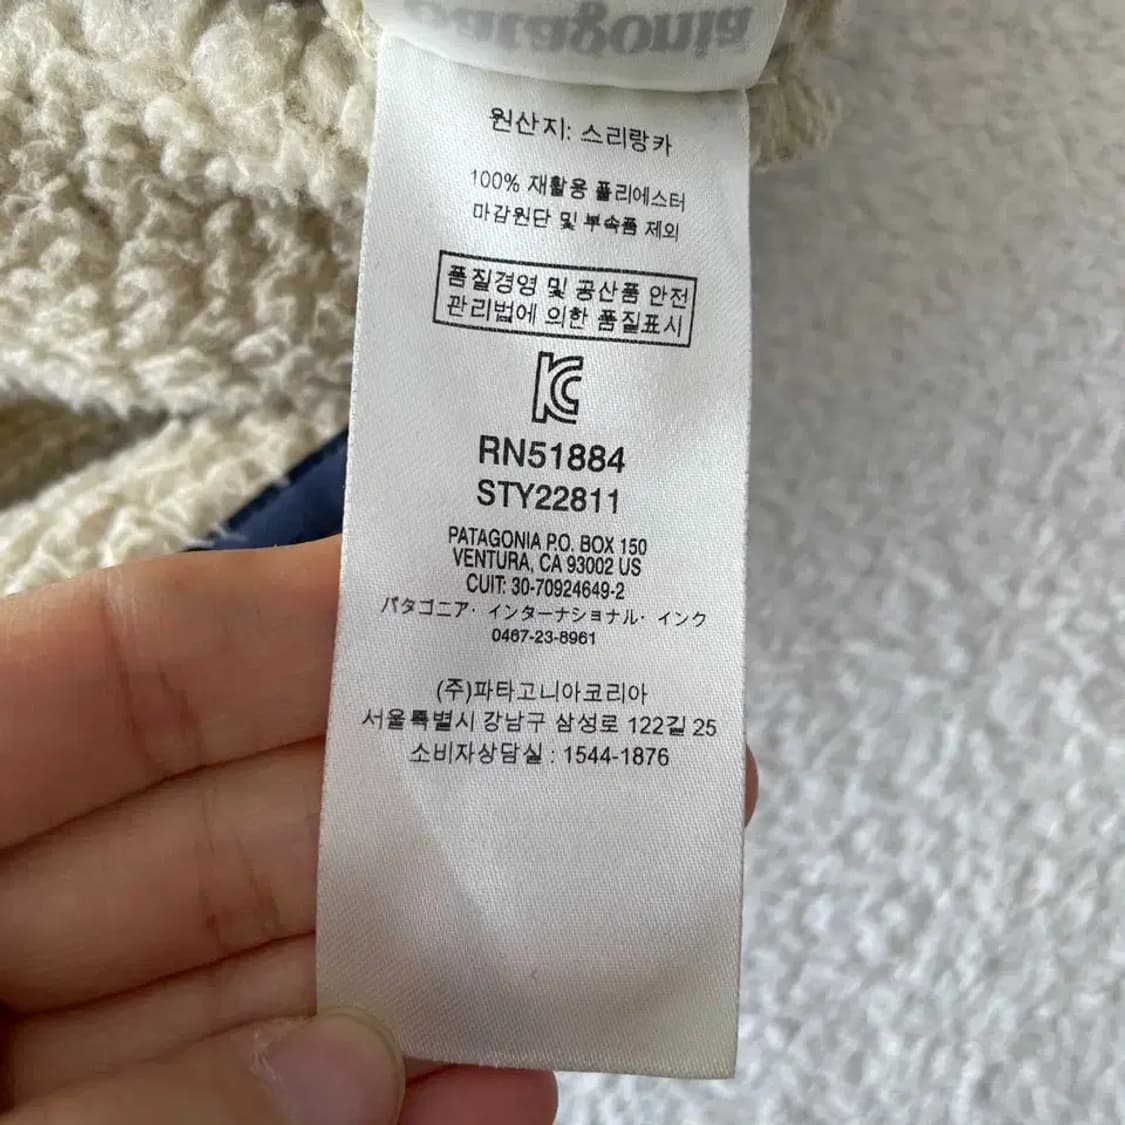 patagonia
원산지: 스리랑카
100% 재활용 폴리에스터
마감원단 및 부속품 제외
품질경영 및 공산품 안전
관리법에 의한 품질표시
KC
RN51884
STY22811
PATAGONIA P.O. BOX 150
VENTURA, CA 93002 US
CUIT: 30-70924649-2
パタゴニア・インターナショナル・インク
0467-23-8961
(주)파타고니아코리아
서울특별시 강남구 삼성로 122길 25
소비자상담실 : 1544-1876